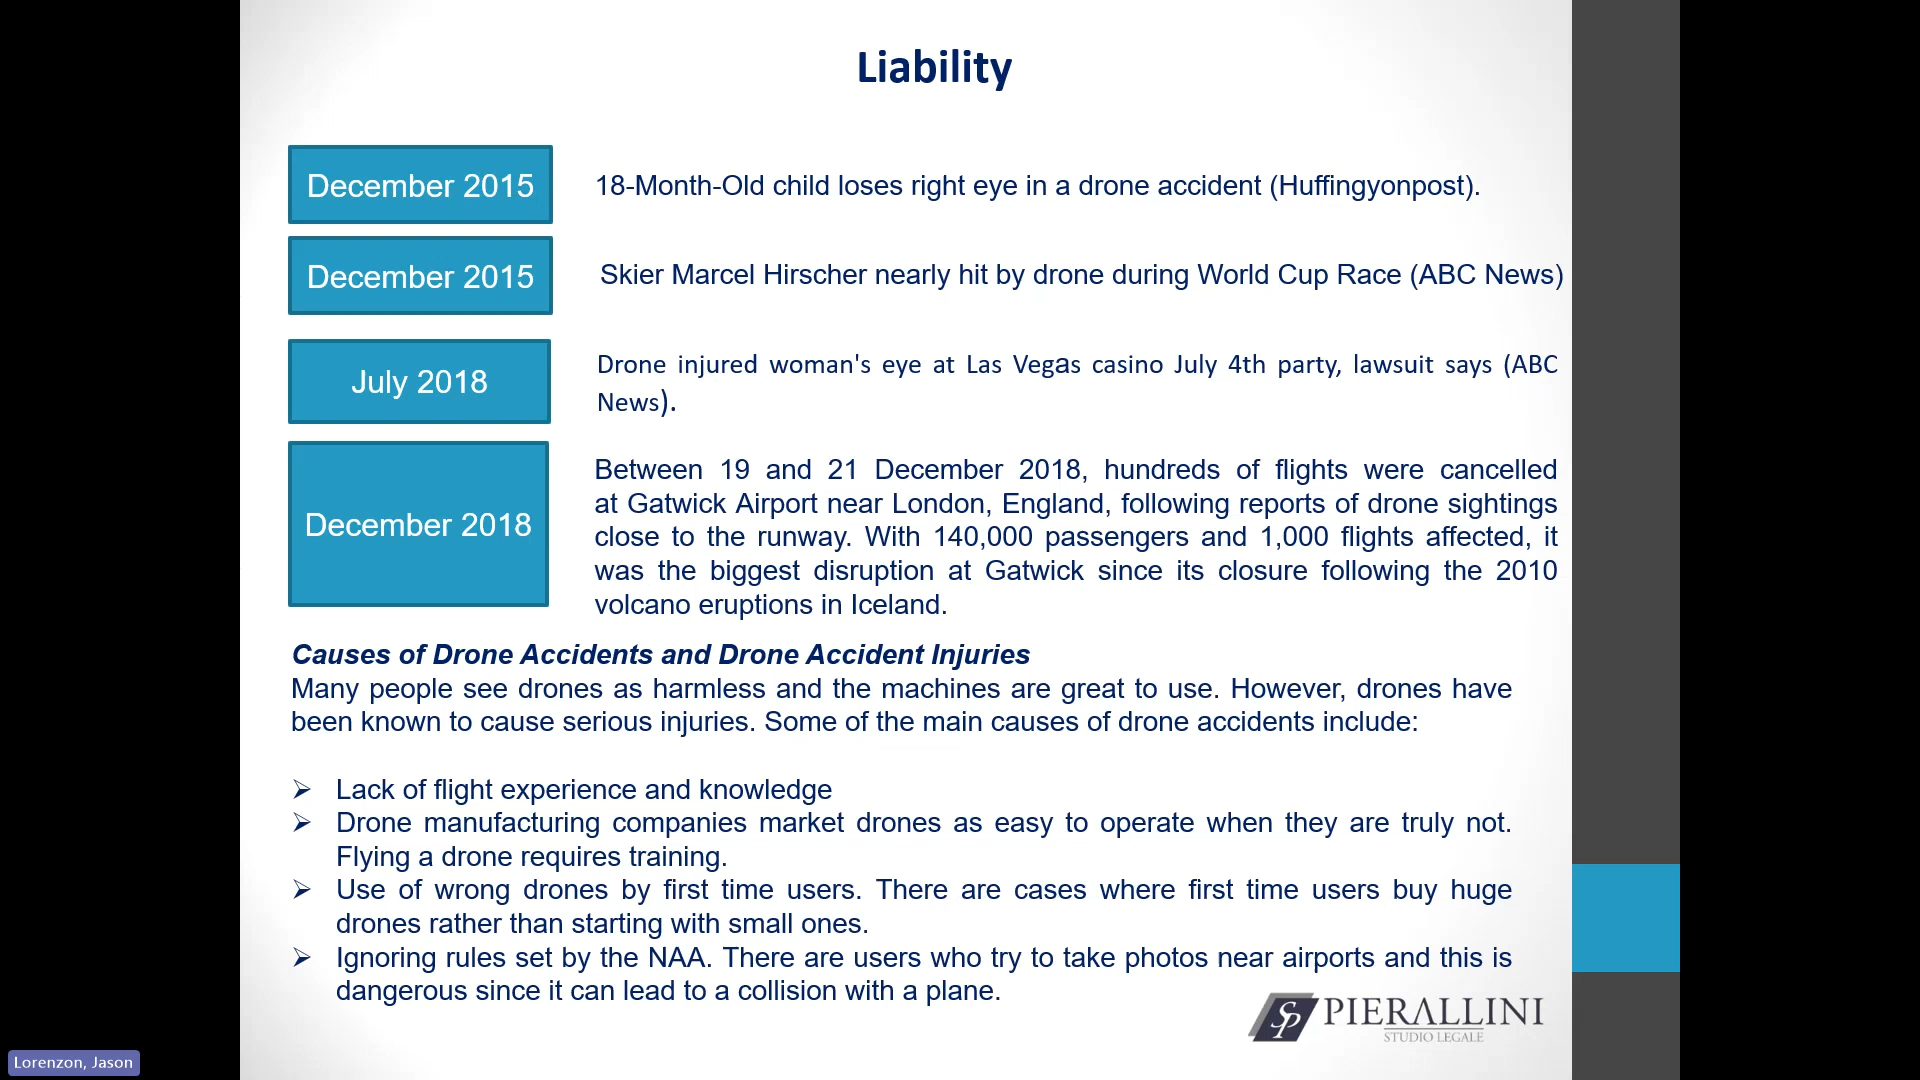 Liability
December 2015
18-Month-Old child loses right eye in a drone accident (Huffingyonpost).
December 2015
Skier Marcel Hirscher nearly hit by drone during World Cup Race (ABC News)
July 2018
Drone injured woman's eye at Las Vegas casino July 4th party, lawsuit says (ABC
News).
December 2018
Between 19 and 21 December 2018, hundreds of flights were cancelled
at Gatwick Airport near London, England, following reports of drone sightings
close to the runway. With 140,000 passengers and 1,000 flights affected, it
was the biggest disruption at Gatwick since its closure following the 2010
volcano eruptions in Iceland.
Causes of Drone Accidents and Drone Accident Injuries
Many people see drones as harmless and the machines are great to use. However, drones have
been known to cause serious injuries. Some of the main causes of drone accidents include:
➢ Lack of flight experience and knowledge
➢ Drone manufacturing companies market drones as easy to operate when they are truly not.
Flying a drone requires training.
➢ Use of wrong drones by first time users. There are cases where first time users buy huge
drones rather than starting with small ones.
➢ Ignoring rules set by the NAA. There are users who try to take photos near airports and this is
dangerous since it can lead to a collision with a plane.
SP PIERALLINI
STUDIO LEGALE
Lorenzon, Jason